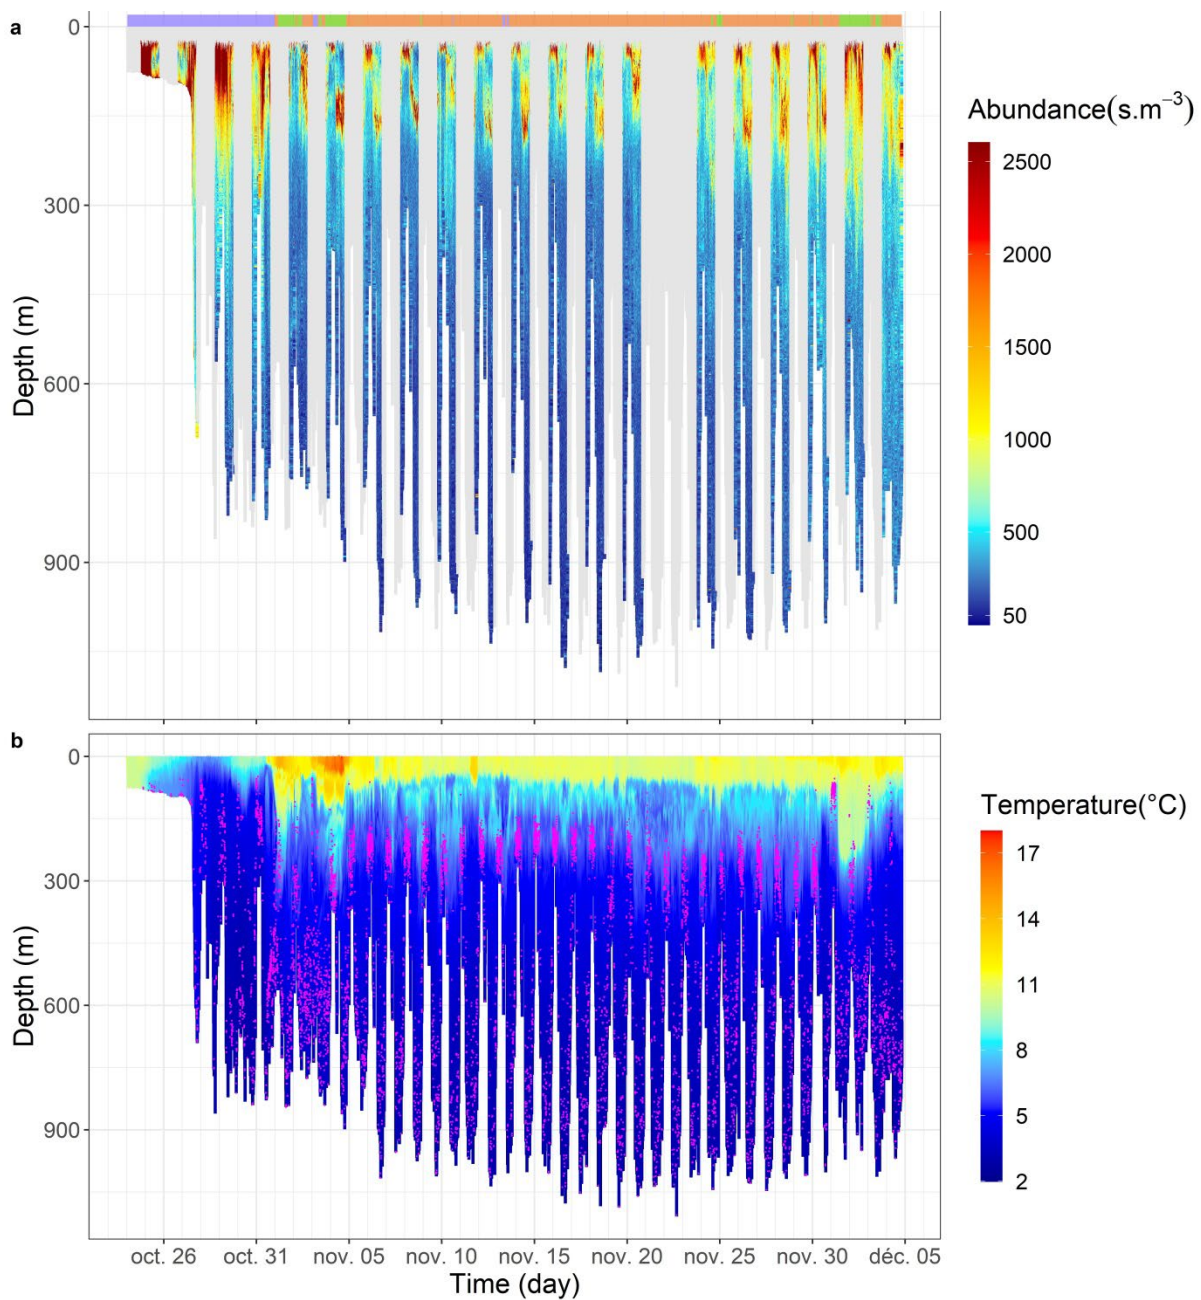 a
0
300
600
900
Depth (m)
Abundance(s.m⁻³)
2500
2000
1500
1000
500
50
b
0
300
600
900
Depth (m)
Temperature(°C)
17
14
11
8
5
2
oct. 26 oct. 31 nov. 05 nov. 10 nov. 15 nov. 20 nov. 25 nov. 30 déc. 05
Time (day)